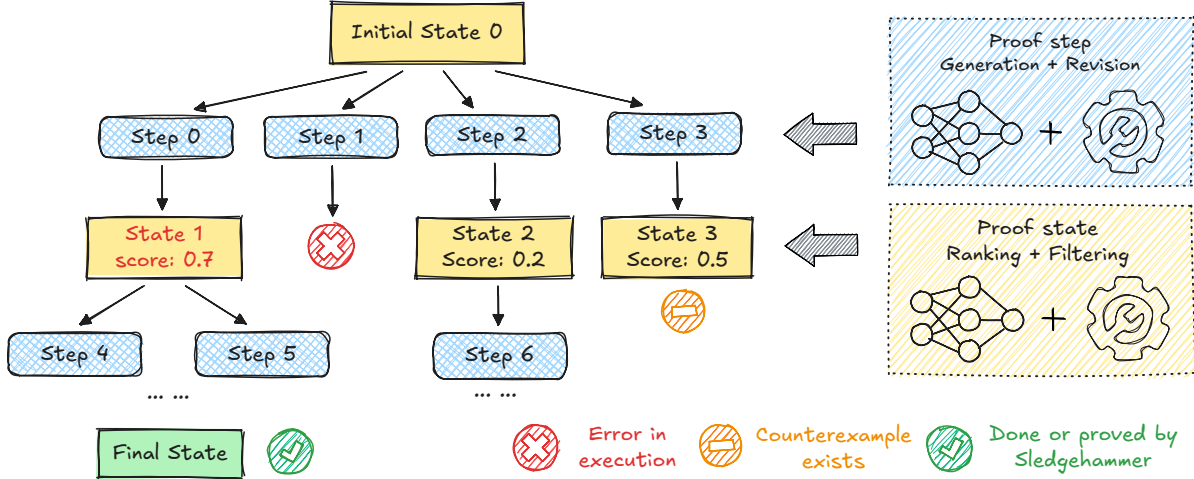 Initial State 0
Proof step
Generation + Revision
Step 0
Step 1
Step 2
Step 3
State 1
score: 0.7
State 2
Score: 0.2
State 3
Score: 0.5
Proof state
Ranking + Filtering
Step 4
Step 5
Step 6
... ...
... ...
Final State
Error in
execution
Counterexample
exists
Done or proved by
Sledgehammer